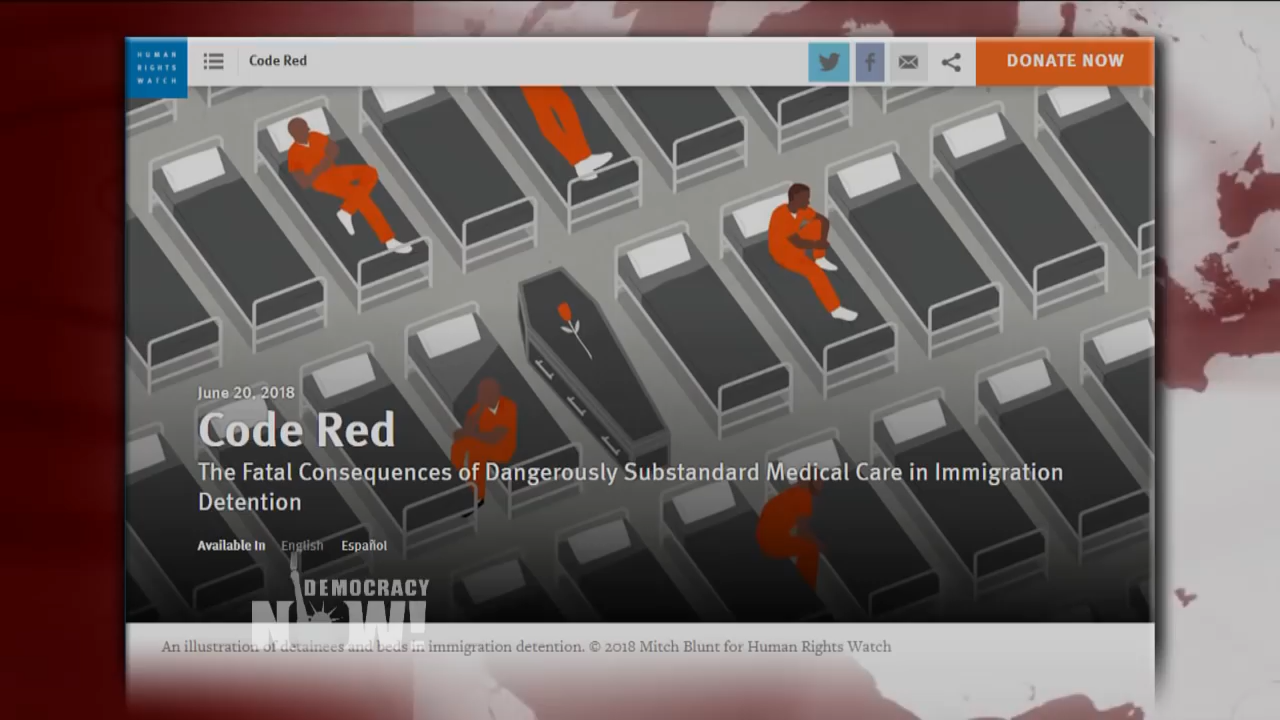 HUMAN
RIGHTS
WATCH
Code Red
DONATE NOW
June 20, 2018
Code Red
The Fatal Consequences of Dangerously Substandard Medical Care in Immigration
Detention
Available In English Español
DEMOCRACY
NOW!
An illustration of detainees and beds in immigration detention. © 2018 Mitch Blunt for Human Rights Watch